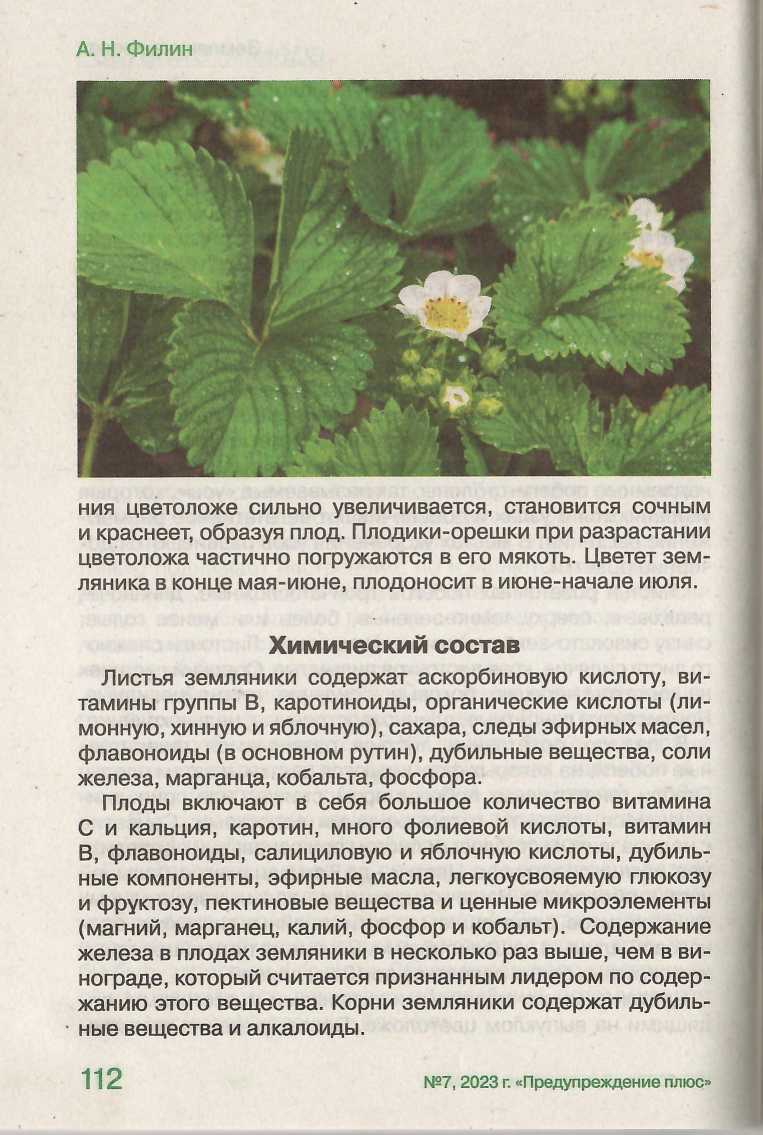 А. Н. Филин
ния цветоложе сильно увеличивается, становится сочным
и краснеет, образуя плод. Плодики-орешки при разрастании
цветоложа частично погружаются в его мякоть. Цветет зем-
ляника в конце мая-июне, плодоносит в июне-начале июля.
Химический состав
Листья земляники содержат аскорбиновую кислоту, ви-
тамины группы В, каротиноиды, органические кислоты (ли-
монную, хинную и яблочную), сахара, следы эфирных масел,
флавоноиды (в основном рутин), дубильные вещества, соли
железа, марганца, кобальта, фосфора.
Плоды включают в себя большое количество витамина
С и кальция, каротин, много фолиевой кислоты, витамин
В, флавоноиды, салициловую и яблочную кислоты, дубиль-
ные компоненты, эфирные масла, легкоусвояемую глюкозу
и фруктозу, пектиновые вещества и ценные микроэлементы
(магний, марганец, калий, фосфор и кобальт). Содержание
железа в плодах земляники в несколько раз выше, чем в ви-
нограде, который считается признанным лидером по содер-
жанию этого вещества. Корни земляники содержат дубиль-
ные вещества и алкалоиды.
112
№7, 2023 г. «Предупреждение плюс»